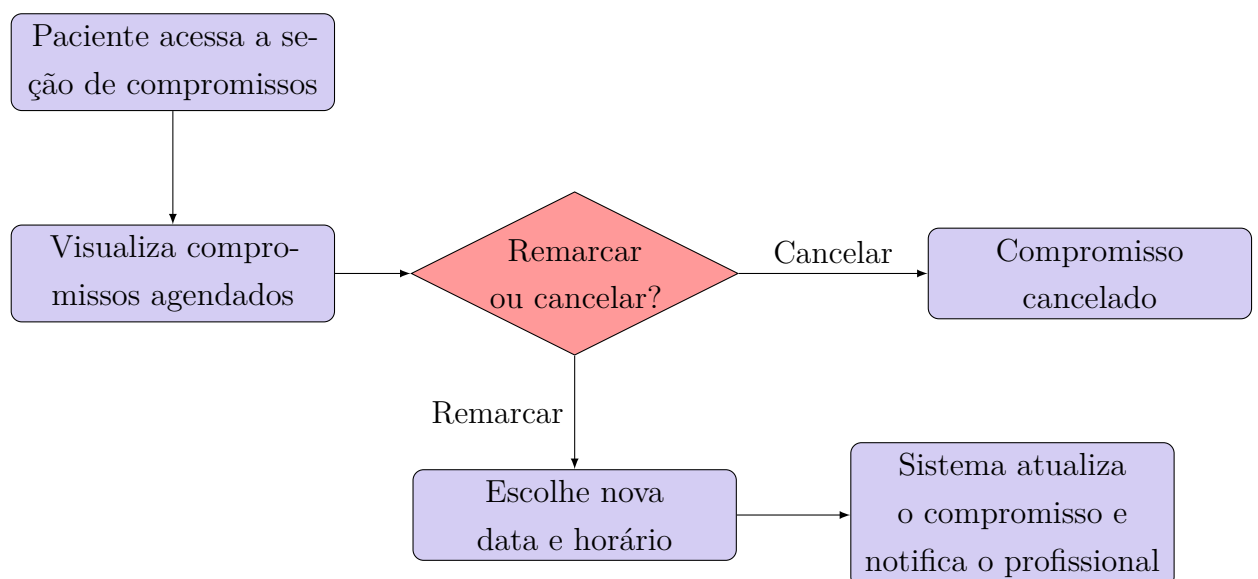 Paciente acessa a se-
ção de compromissos
Visualiza compro-
missos agendados
Remarcar
ou cancelar?
Cancelar
Compromisso
cancelado
Remarcar
Escolhe nova
data e horário
Sistema atualiza
o compromisso e
notifica o profissional